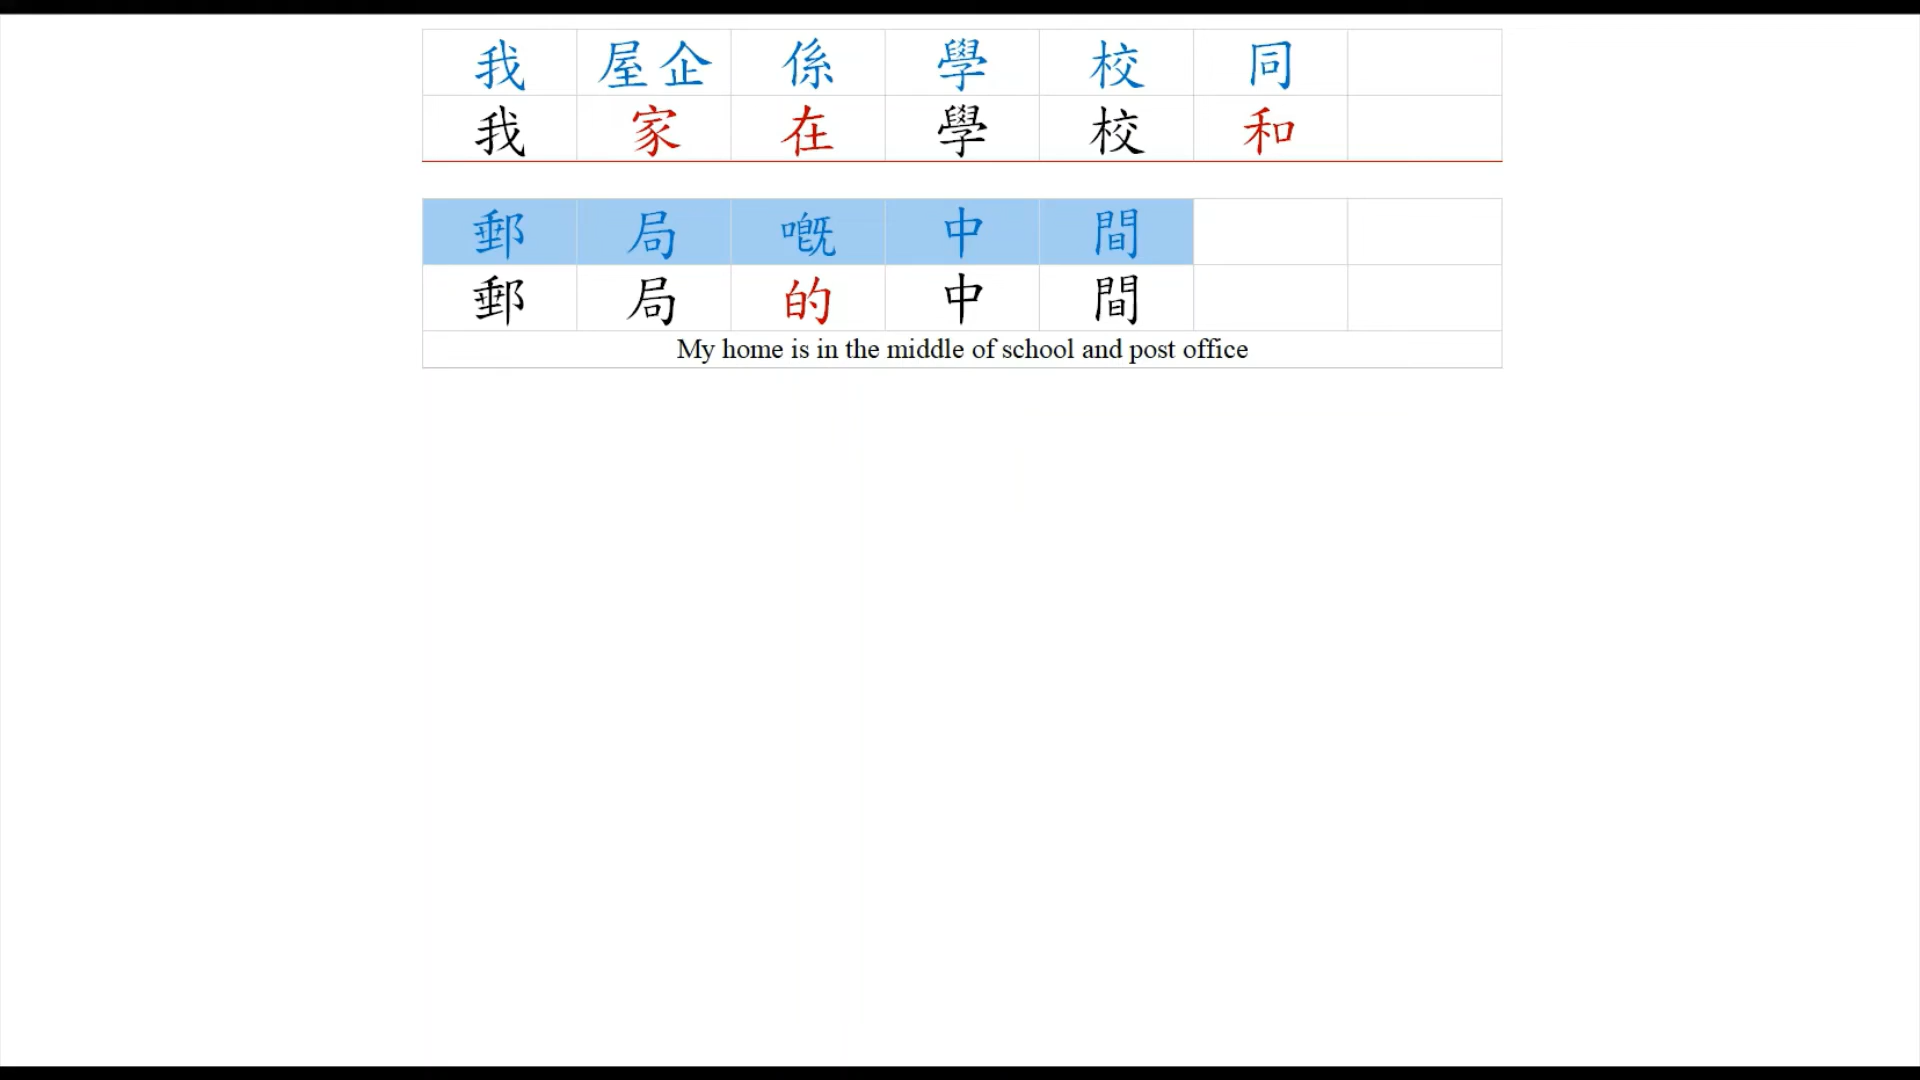 我 屋企 係 學 校 同
我 家 在 學 校 和
郵 局 嘅 中 間
郵 局 的 中 間
My home is in the middle of school and post office